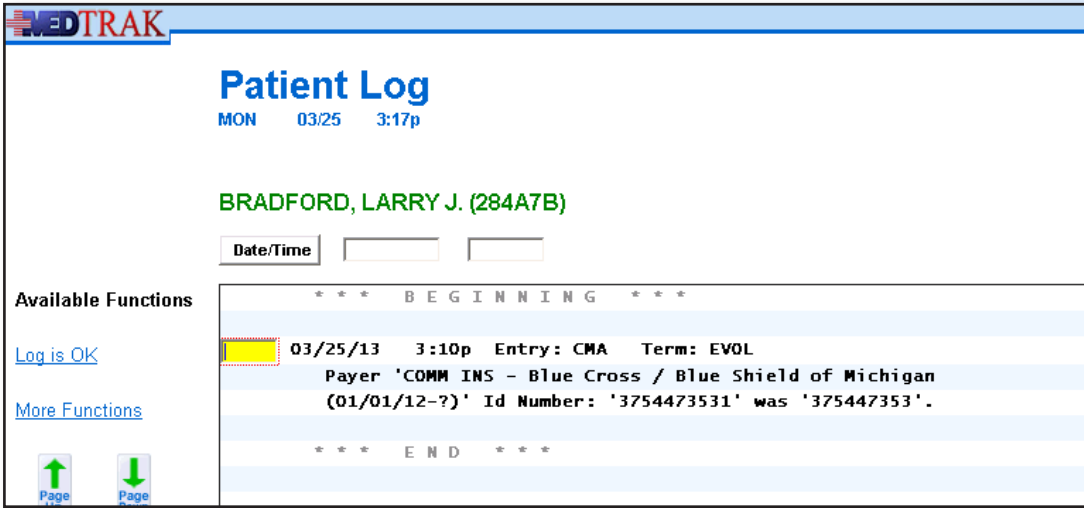 MEDTRAK
Patient Log
MON 03/25 3:17p
BRADFORD, LARRY J. (284A7B)
Date/Time
Available Functions
* * * B E G I N N I N G * * *
03/25/13 3:10p Entry: CMA Term: EVOL
Log is OK
Payer 'COMM INS - Blue Cross / Blue Shield of Michigan
(01/01/12-?)' Id Number: '3754473531' was '375447353'.
More Functions
* * * E N D * * *
Page Page